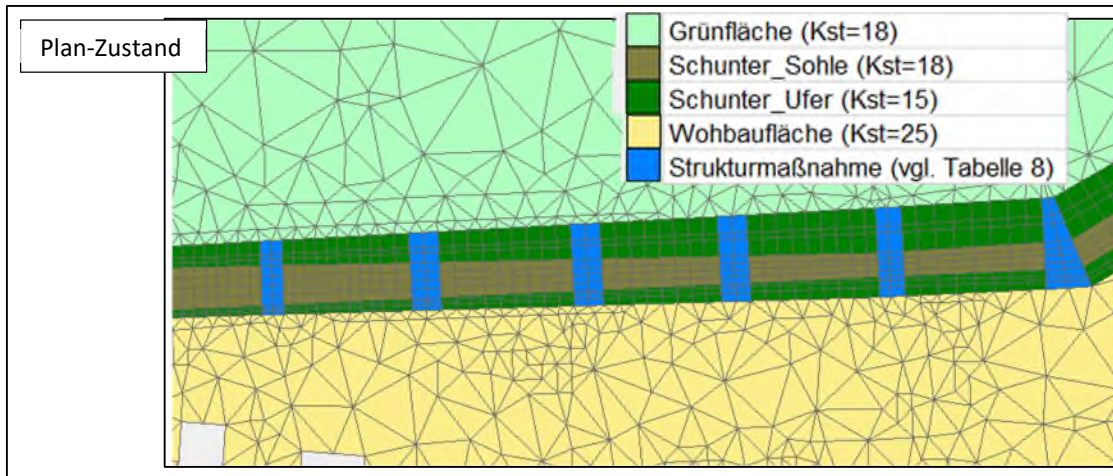 Plan-Zustand
Grünfläche (Kst=18)
Schunter_Sohle (Kst=18)
Schunter_Ufer (Kst=15)
Wohbaufläche (Kst=25)
Strukturmaßnahme (vgl. Tabelle 8)